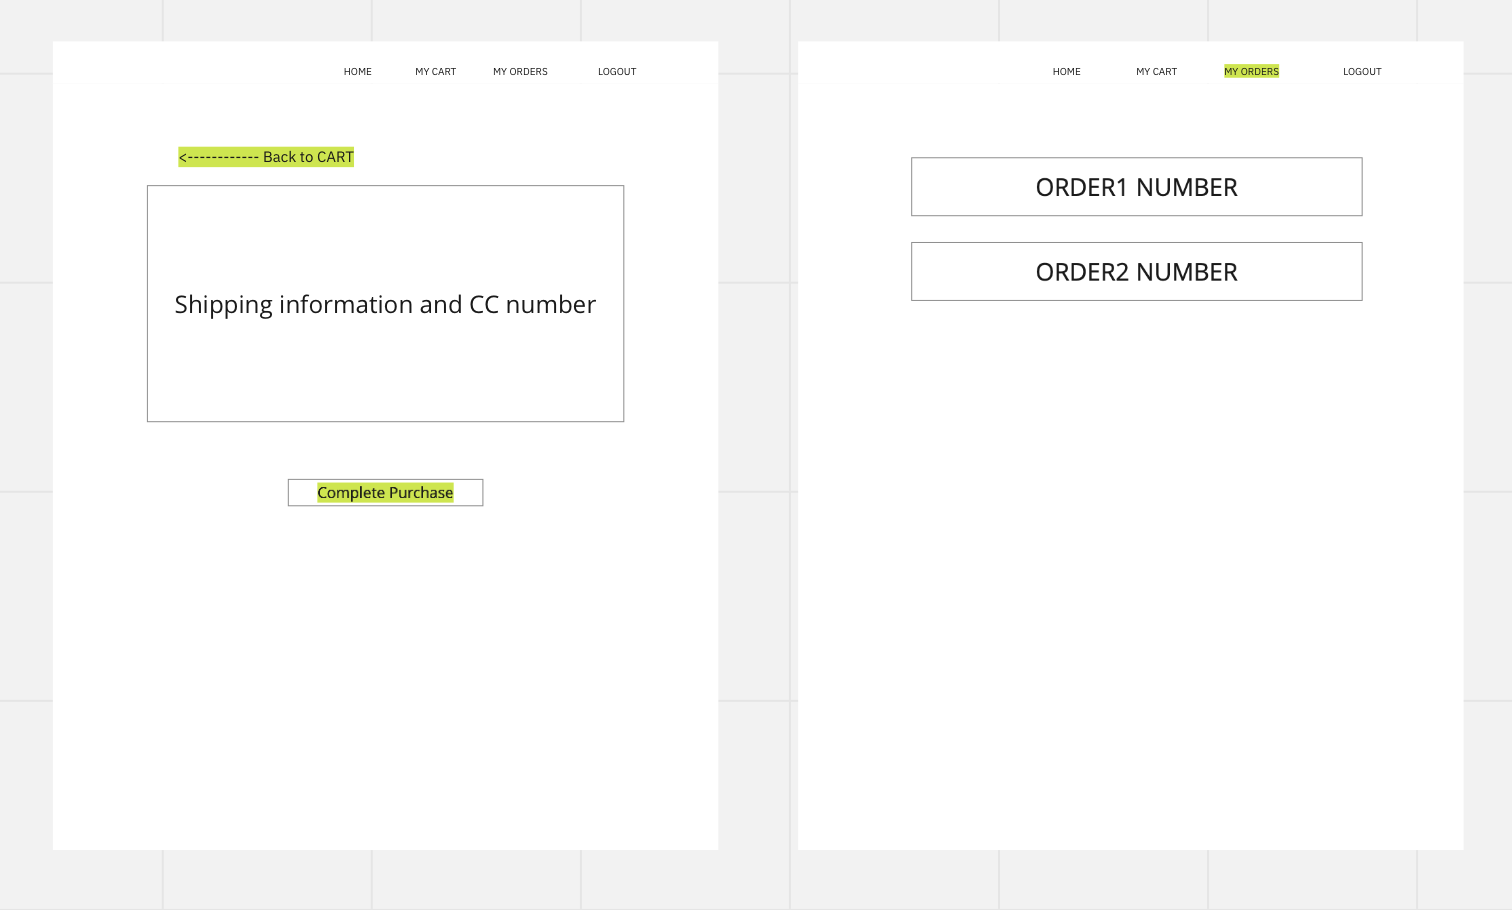 HOME MY CART MY ORDERS LOGOUT
<------------ Back to CART
Shipping information and CC number
Complete Purchase
HOME MY CART MY ORDERS LOGOUT
ORDER1 NUMBER
ORDER2 NUMBER